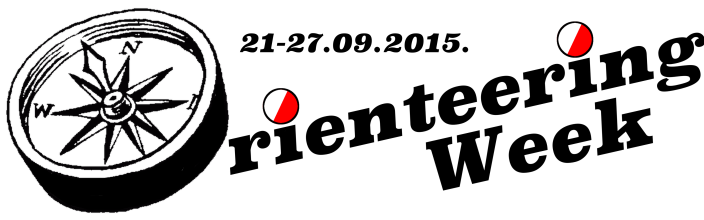 21-27.09.2015.
rienteering
Week
N
W
I